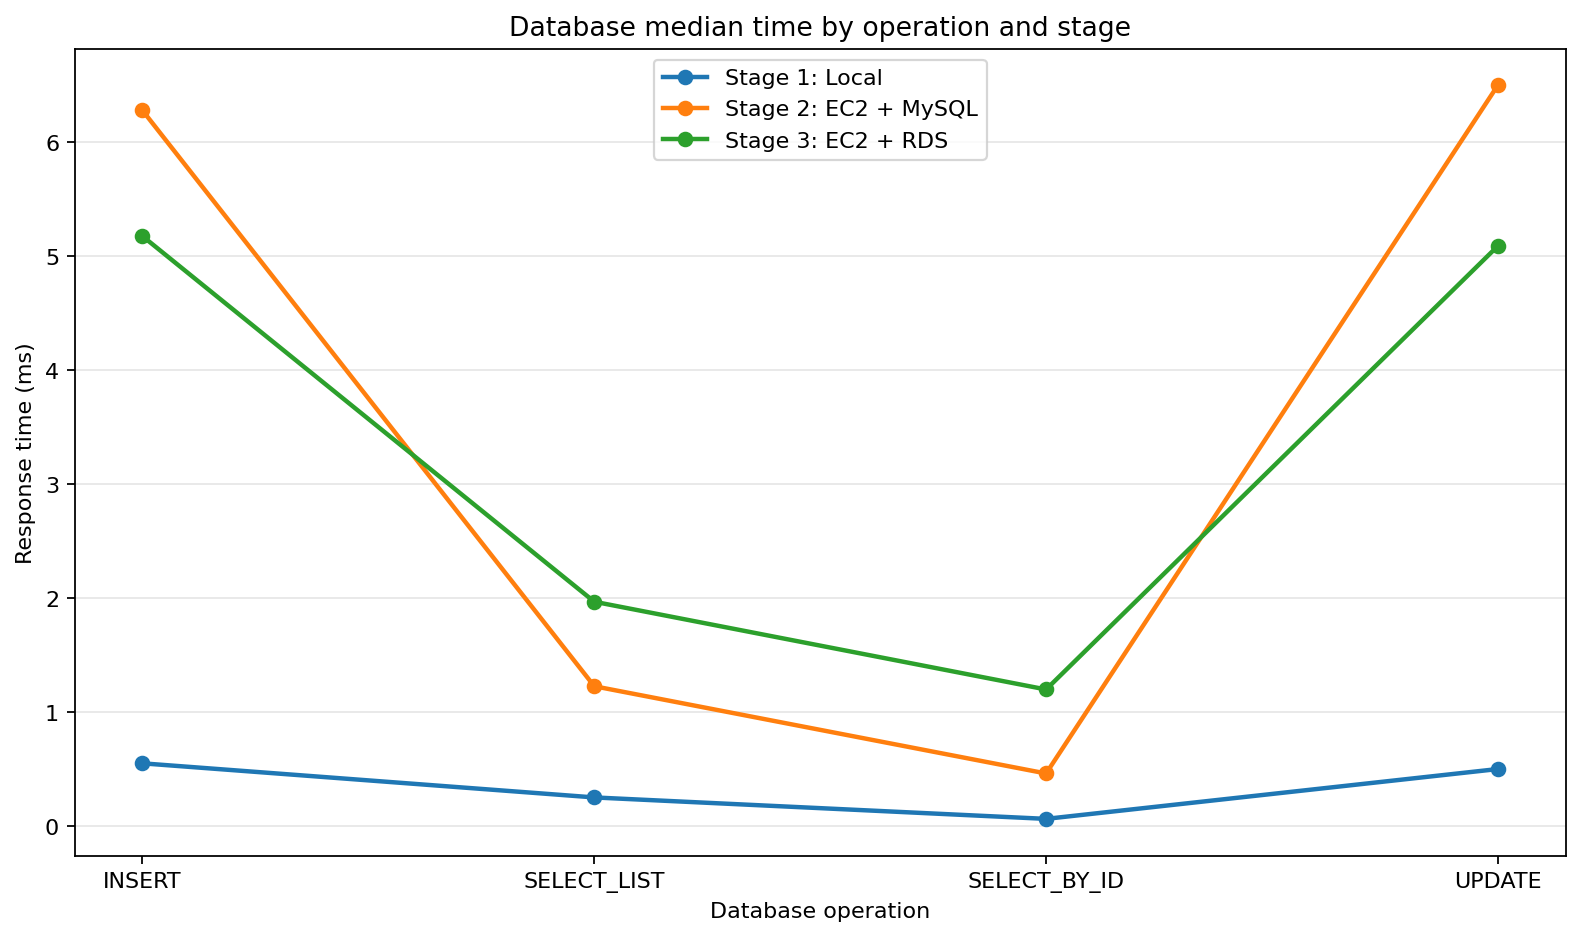 Database median time by operation and stage
Stage 1: Local
Stage 2: EC2 + MySQL
Stage 3: EC2 + RDS
Response time (ms)
6
5
4
3
2
1
0
INSERT
SELECT_LIST
SELECT_BY_ID
UPDATE
Database operation